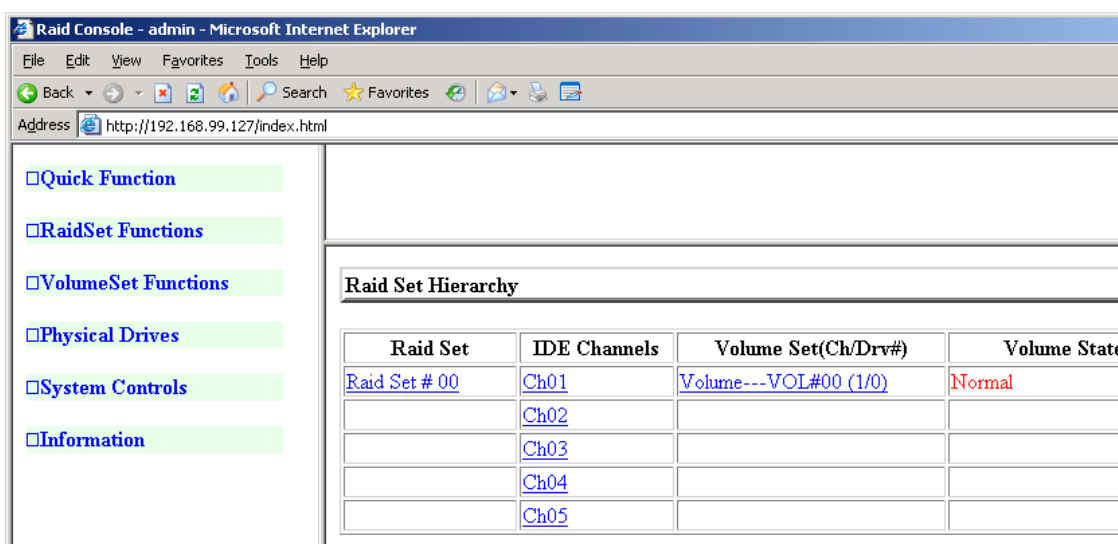 Raid Console - admin - Microsoft Internet Explorer
File Edit View Favorites Tools Help
Back Search Favorites
Address http://192.168.99.127/index.html
Quick Function
RaidSet Functions
VolumeSet Functions
Physical Drives
System Controls
Information
Raid Set Hierarchy
Raid Set IDE Channels Volume Set(Ch/Drv#) Volume State
Raid Set # 00 Ch01 Volume---VOL#00 (1/0) Normal
Ch02
Ch03
Ch04
Ch05